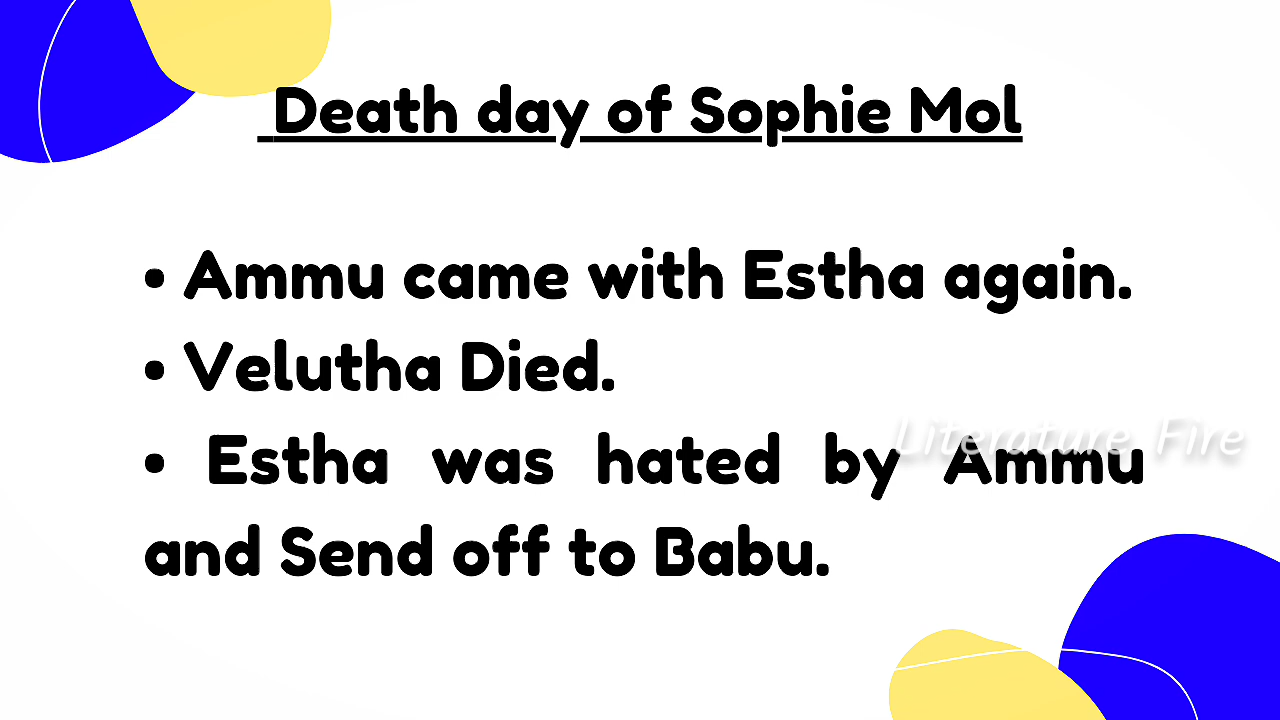 Death day of Sophie Mol
• Ammu came with Estha again.
• Velutha Died.
Literature Fire
• Estha was hated by Ammu
and Send off to Babu.